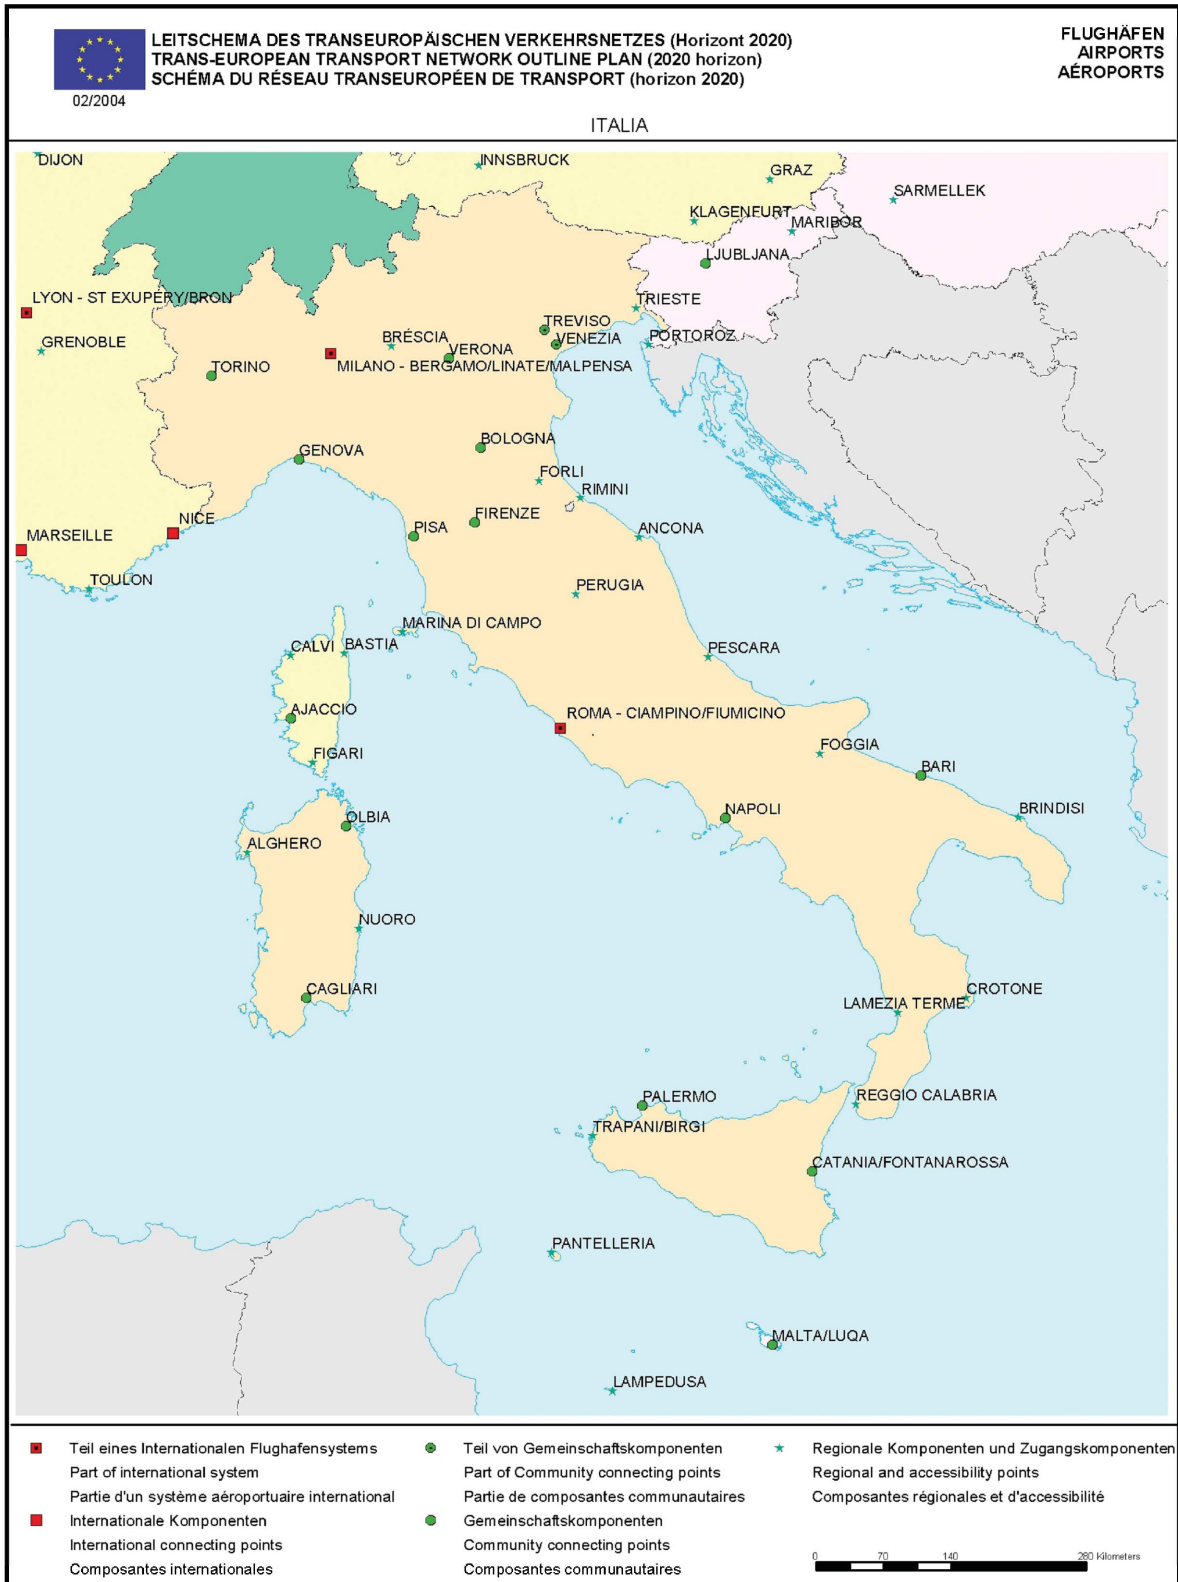 LEITSCHEMA DES TRANSEUROPÄISCHEN VERKEHRSNETZES (Horizont 2020)
TRANS-EUROPEAN TRANSPORT NETWORK OUTLINE PLAN (2020 horizon)
SCHÉMA DU RÉSEAU TRANSEUROPÉEN DE TRANSPORT (horizon 2020)
FLUGHÄFEN
AIRPORTS
AÉROPORTS
02/2004
ITALIA
DIJON
INNSBRUCK
GRAZ
SARMELLEK
KLAGENFURT
MARIBOR
LJUBLJANA
LYON - ST EXUPÉRY/BRON
TRIESTE
TREVISO
GRENOBLE
BRÉSCIA
VENEZIA
PORTOROZ
VERONA
TORINO
MILANO - BERGAMO/LINATE/MALPENSA
GENOVA
BOLOGNA
FORLI
RIMINI
NICE
PISA
FIRENZE
ANCONA
MARSEILLE
TOULON
PERUGIA
MARINA DI CAMPO
CALVI
BASTIA
PESCARA
AJACCIO
ROMA - CIAMPINO/FIUMICINO
FIGARI
FOGGIA
BARI
OLBIA
NAPOLI
BRINDISI
ALGHERO
NUORO
CAGLIARI
LAMEZIA TERME
CROTONE
PALERMO
REGGIO CALABRIA
TRAPANI/BIRGI
CATANIA/FONTANAROSSA
PANTELLERIA
MALTA/LUQA
LAMPEDUSA
Teil eines Internationalen Flughafensystems
Part of international system
Partie d'un système aéroportuaire international
Internationale Komponenten
International connecting points
Composantes internationales
Teil von Gemeinschaftskomponenten
Part of Community connecting points
Partie de composantes communautaires
Gemeinschaftskomponenten
Community connecting points
Composantes communautaires
Regionale Komponenten und Zugangskomponenten
Regional and accessibility points
Composantes régionales et d'accessibilité
0 70 140 280 Kilometers